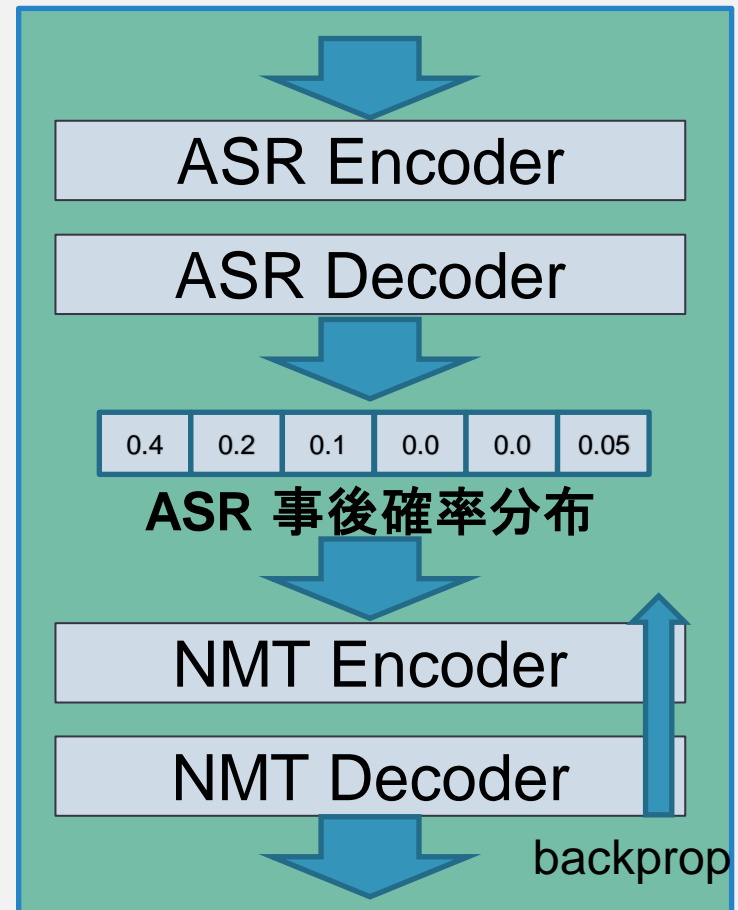 ASR Encoder
ASR Decoder
0.4 0.2 0.1 0.0 0.0 0.05
ASR 事後確率分布
NMT Encoder
NMT Decoder
backprop